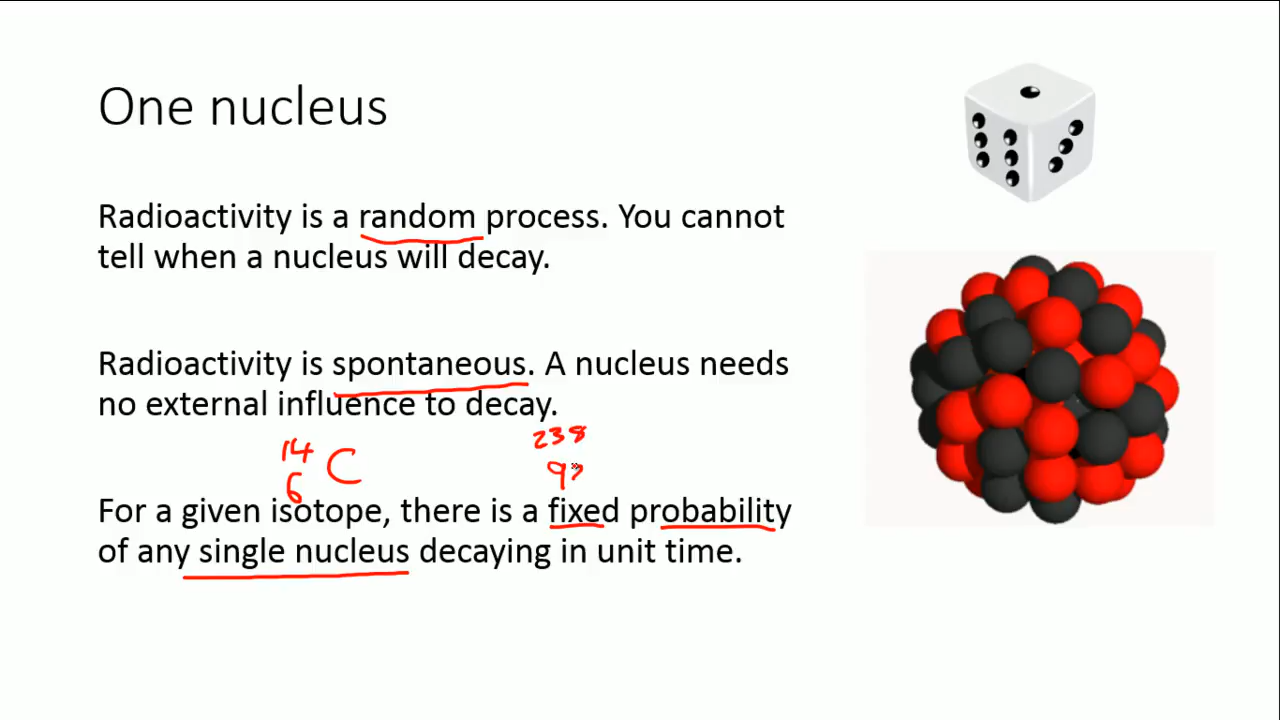 One nucleus
Radioactivity is a random process. You cannot
tell when a nucleus will decay.
Radioactivity is spontaneous. A nucleus needs
no external influence to decay.
14
6 C
238
92
For a given isotope, there is a fixed probability
of any single nucleus decaying in unit time.